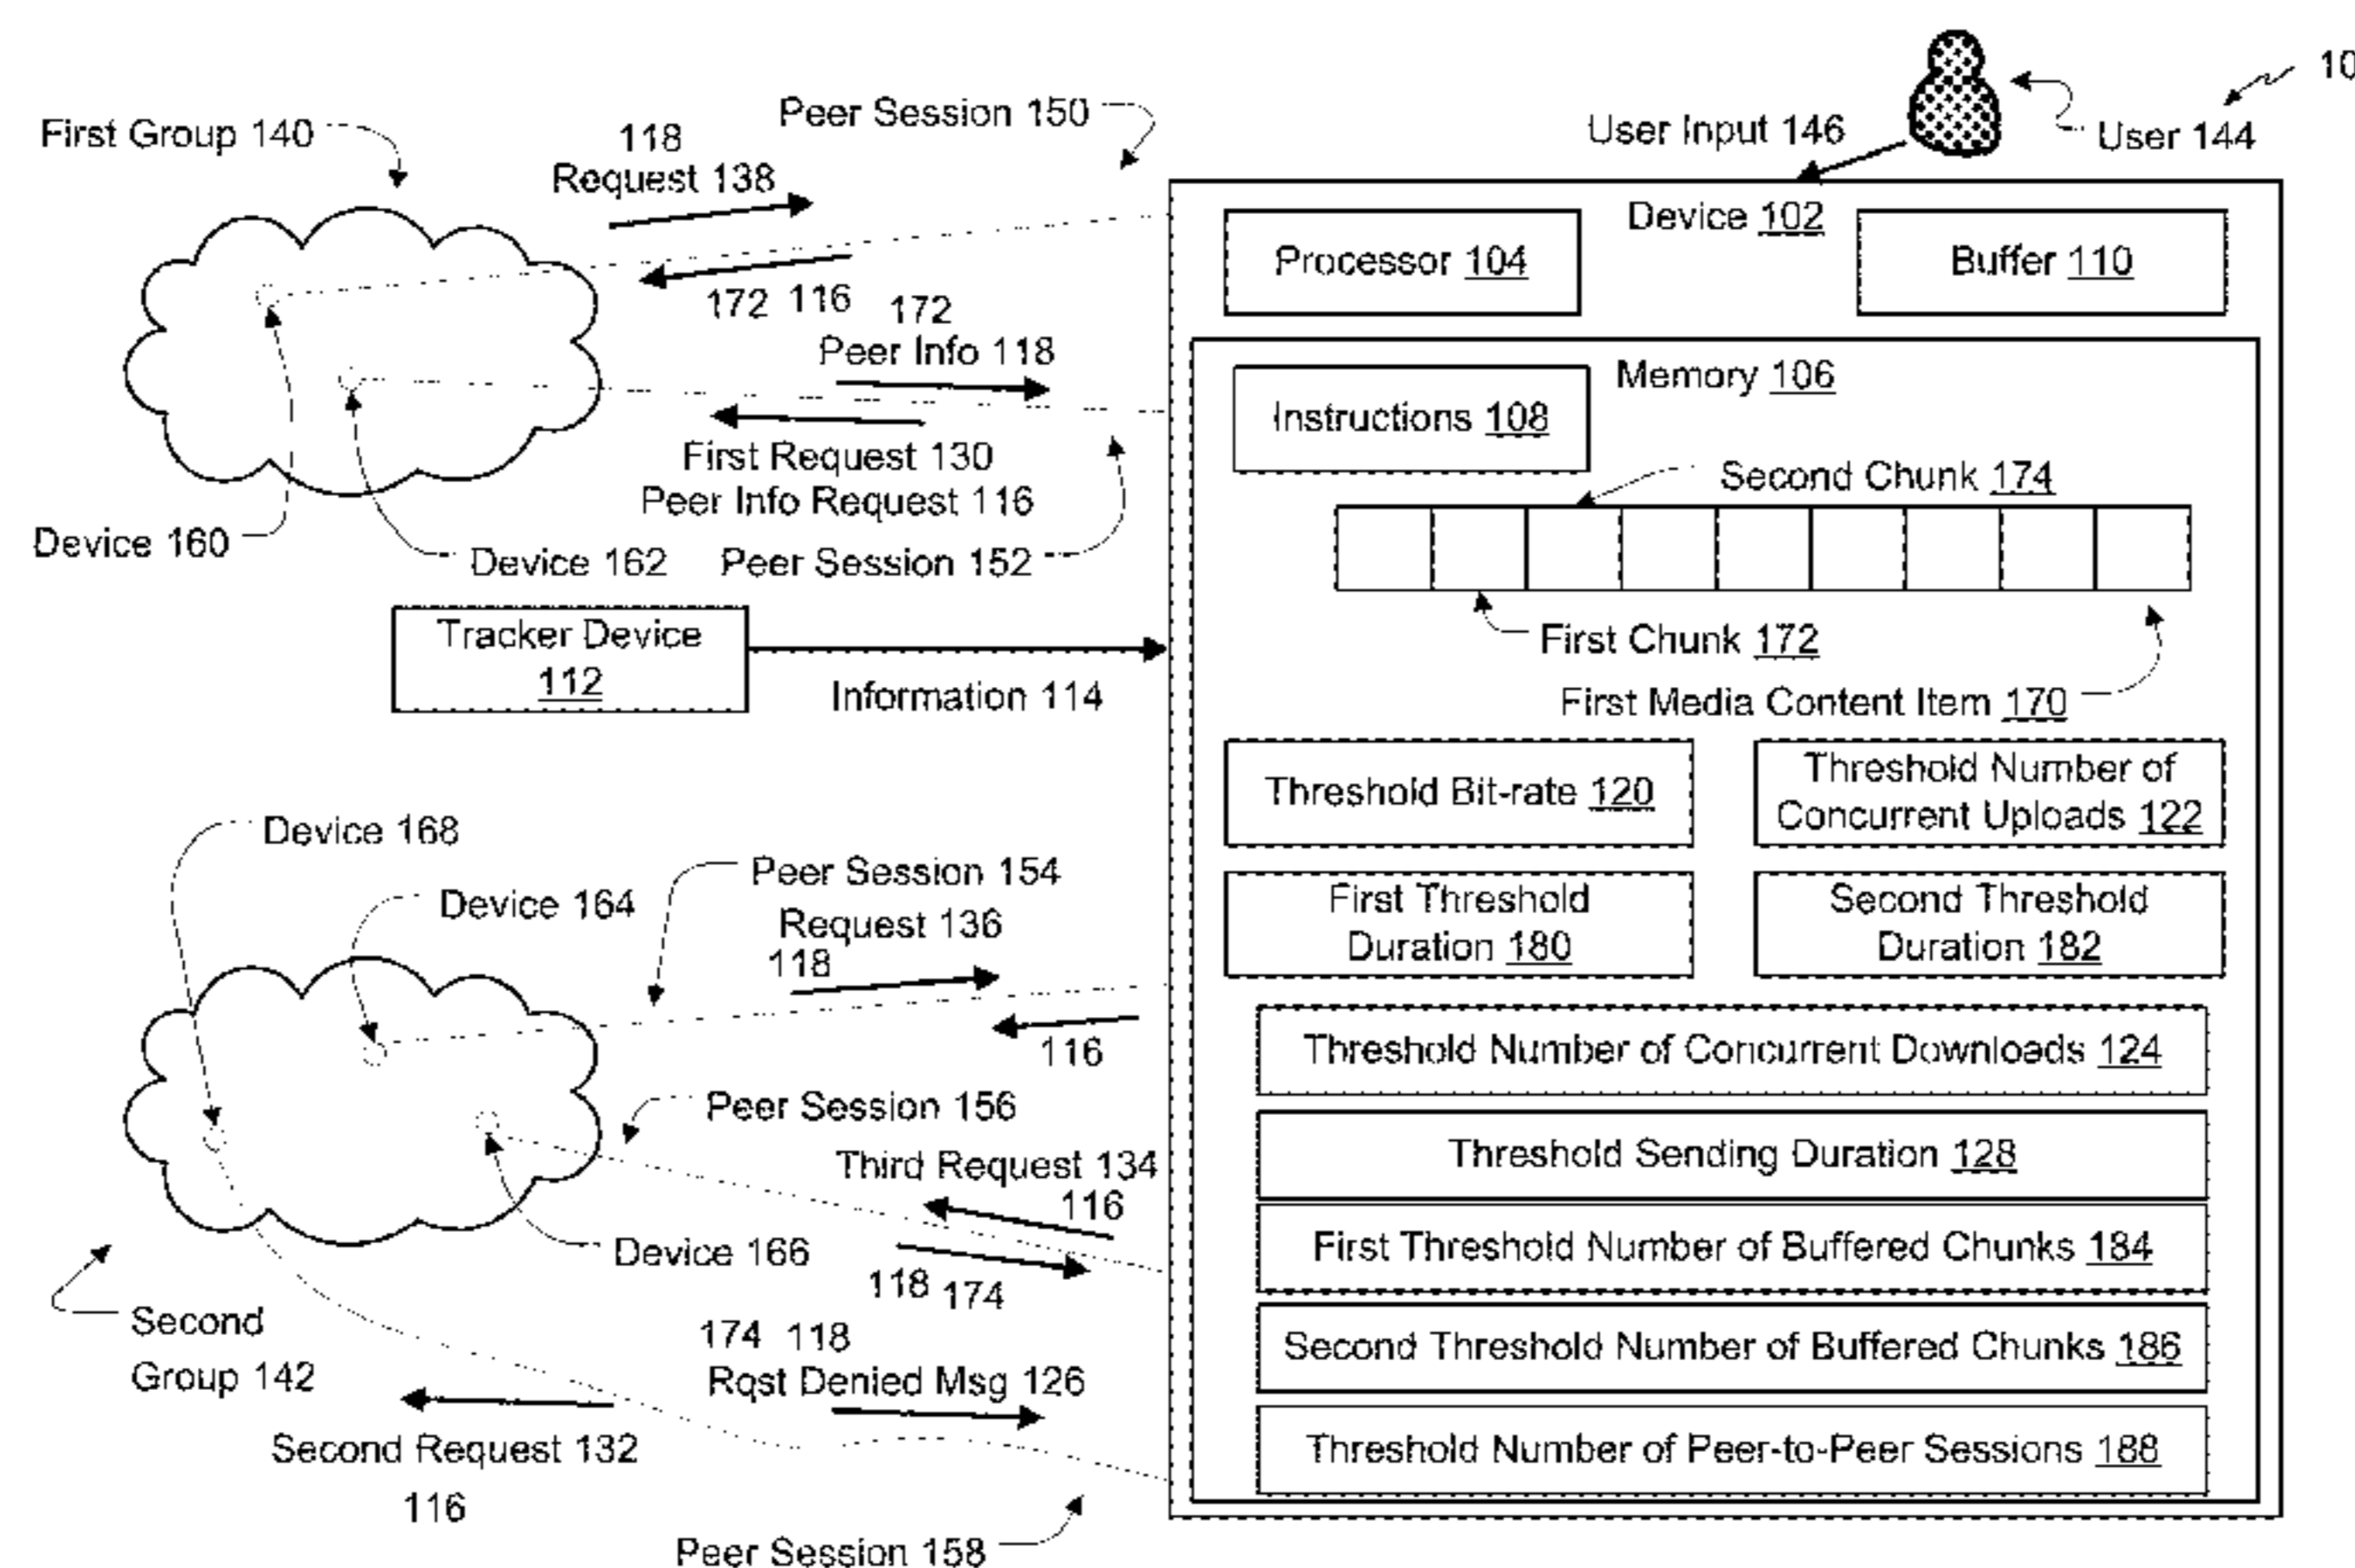 10
First Group 140
118
Request 138
Peer Session 150
User Input 146
User 144
172 116
172
Peer Info 118
First Request 130
Peer Info Request 116
Device 160
Device 162
Peer Session 152
Tracker Device
112
Information 114
Device 168
Device 164
Peer Session 154
Request 136
118
116
Peer Session 156
Third Request 134
116
Device 166
118 174
Second
Group 142
174 118
Rqst Denied Msg 126
Second Request 132
116
Peer Session 158
Device 102
Processor 104
Buffer 110
Memory 106
Instructions 108
Second Chunk 174
First Chunk 172
First Media Content Item 170
Threshold Bit-rate 120
Threshold Number of
Concurrent Uploads 122
First Threshold
Duration 180
Second Threshold
Duration 182
Threshold Number of Concurrent Downloads 124
Threshold Sending Duration 128
First Threshold Number of Buffered Chunks 184
Second Threshold Number of Buffered Chunks 186
Threshold Number of Peer-to-Peer Sessions 188